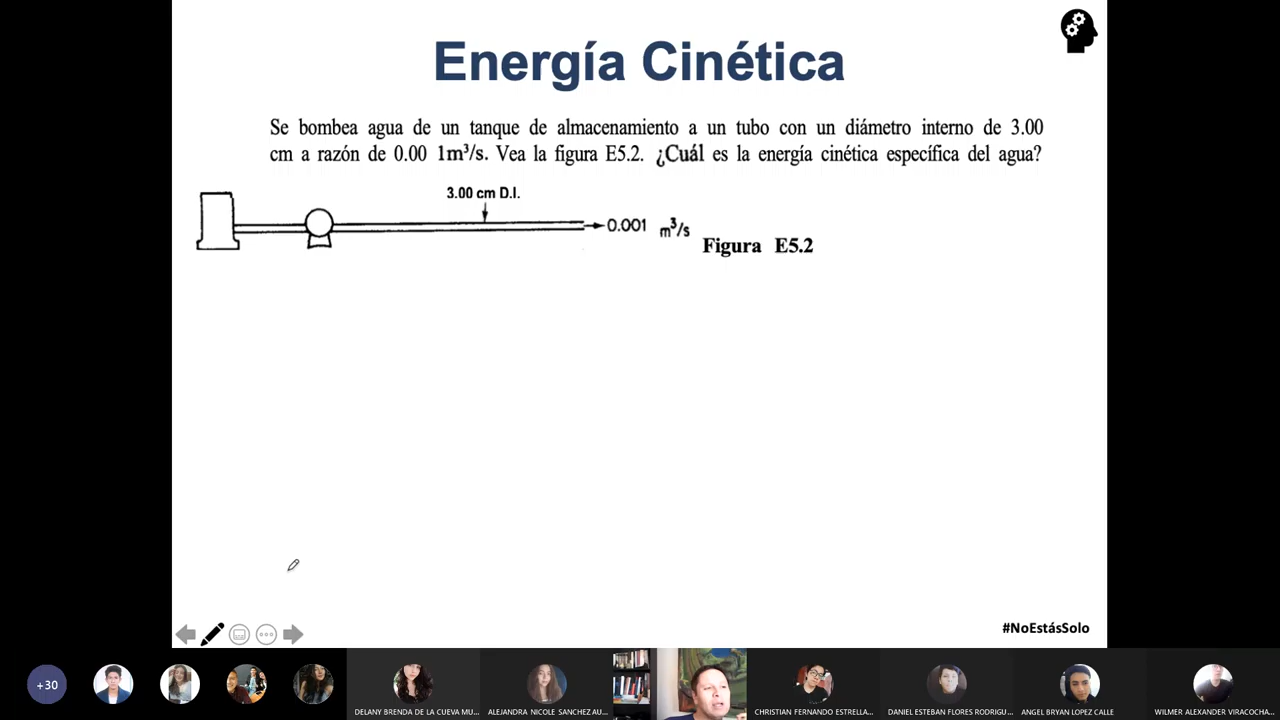 Energía Cinética
Se bombea agua de un tanque de almacenamiento a un tubo con un diámetro interno de 3.00
cm a razón de 0.00 1m³/s. Vea la figura E5.2. ¿Cuál es la energía cinética específica del agua?
3.00 cm D.I.
0.001 m³/s
Figura E5.2
#NoEstásSolo
+30
DELANY BRENDA DE LA CUEVA MU...
ALEJANDRA NICOLE SANCHEZ AU...
CHRISTIAN FERNANDO ESTRELLA...
DANIEL ESTEBAN FLORES RODRIGU...
ANGEL BRYAN LOPEZ CALLE
WILMER ALEXANDER VIRACOCHA...